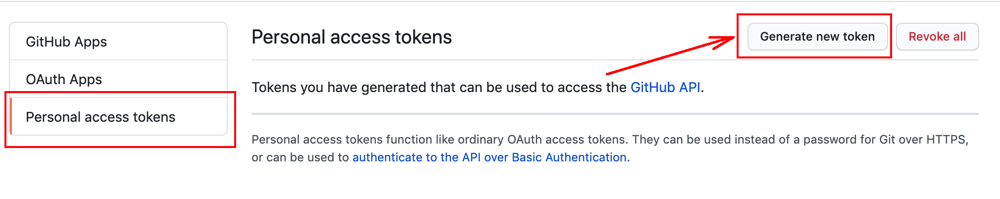 GitHub Apps
OAuth Apps
Personal access tokens
Personal access tokens
Generate new token
Revoke all
Tokens you have generated that can be used to access the GitHub API.
Personal access tokens function like ordinary OAuth access tokens. They can be used instead of a password for Git over HTTPS,
or can be used to authenticate to the API over Basic Authentication.